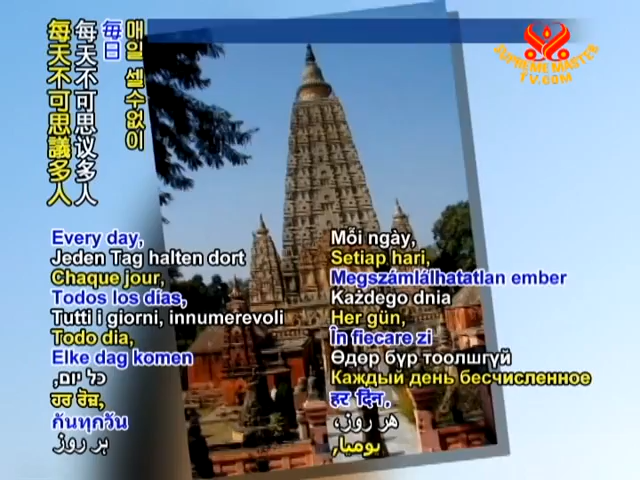 每天不可思議多人
每天不可思议多人
毎日
매일 셀수없이
SUPREME MASTER
TV.COM
Every day,
Jeden Tag halten dort
Chaque jour,
Todos los días,
Tutti i giorni, innumerevoli
Todo dia,
Elke dag komen
כל יום,
ਹਰ ਰੋਜ਼,
กันทุกวัน
ہر روز
Mỗi ngày,
Setiap hari,
Megszámlálhatatlan ember
Każdego dnia
Her gün,
În fiecare zi
Өдөр бүр тоолшгүй
Каждый день бесчисленное
हर दिन,
هر روز،
يوميا,